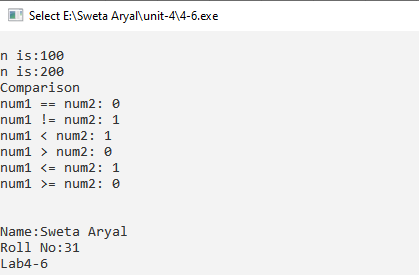 Select E:\Sweta Aryal\unit-4\4-6.exe
n is:100
n is:200
Comparison
num1 == num2: 0
num1 != num2: 1
num1 < num2: 1
num1 > num2: 0
num1 <= num2: 1
num1 >= num2: 0
Name:Sweta Aryal
Roll No:31
Lab4-6